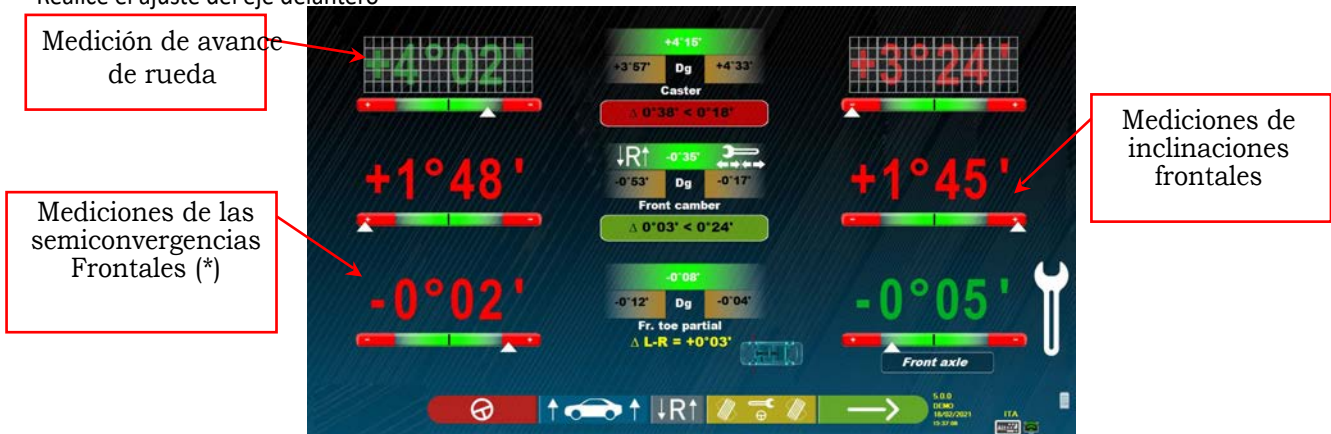 Realice el ajuste del eje delantero
Medición de avance
de rueda
+4°02'
+4°15'
+3°57' Dg +4°33'
Caster
Δ 0°38' < 0°18'
+3°24'
Mediciones de
inclinaciones
frontales
+1°48'
↓R↑ -0°35'
-0°53' Dg -0°17'
Front camber
Δ 0°03' < 0°24'
+1°45'
Mediciones de las
semiconvergencias
Frontales (*)
-0°02'
-0°08'
-0°12' Dg -0°04'
Fr. toe partial
Δ L-R = +0°03'
-0°05'
Front axle
↓R↑
5.0.0
DEMO
16/02/2021
ITA